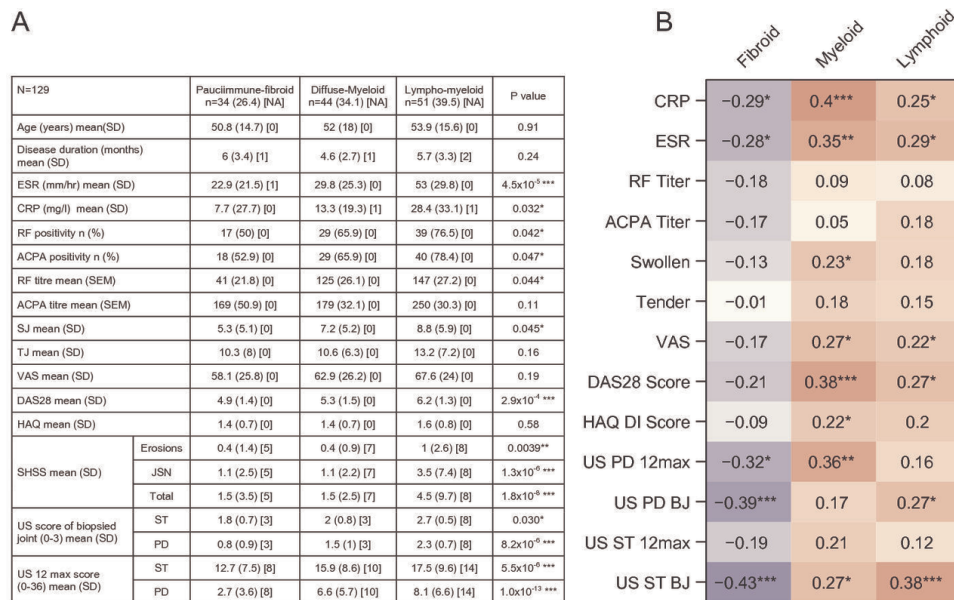 A
N=129 Pauciimmune-fibroid n=34 (26.4) [NA] Diffuse-Myeloid n=44 (34.1) [NA] Lympho-myeloid n=51 (39.5) [NA] P value
Age (years) mean(SD) 50.8 (14.7) [0] 52 (18) [0] 53.9 (15.6) [0] 0.91
Disease duration (months) mean (SD) 6 (3.4) [1] 4.6 (2.7) [1] 5.7 (3.3) [2] 0.24
ESR (mm/hr) mean (SD) 22.9 (21.5) [1] 29.8 (25.3) [0] 53 (29.8) [0] 4.5x10⁻⁵ ***
CRP (mg/l) mean (SD) 7.7 (27.7) [0] 13.3 (19.3) [1] 28.4 (33.1) [1] 0.032*
RF positivity n (%) 17 (50) [0] 29 (65.9) [0] 39 (76.5) [0] 0.042*
ACPA positivity n (%) 18 (52.9) [0] 29 (65.9) [0] 40 (78.4) [0] 0.047*
RF titre mean (SEM) 41 (21.8) [0] 125 (26.1) [0] 147 (27.2) [0] 0.044*
ACPA titre mean (SEM) 169 (50.9) [0] 179 (32.1) [0] 250 (30.3) [0] 0.11
SJ mean (SD) 5.3 (5.1) [0] 7.2 (5.2) [0] 8.8 (5.9) [0] 0.045*
TJ mean (SD) 10.3 (8) [0] 10.6 (6.3) [0] 13.2 (7.2) [0] 0.16
VAS mean (SD) 58.1 (25.8) [0] 62.9 (26.2) [0] 67.6 (24) [0] 0.19
DAS28 mean (SD) 4.9 (1.4) [0] 5.3 (1.5) [0] 6.2 (1.3) [0] 2.9x10⁻⁴ ***
HAQ mean (SD) 1.4 (0.7) [0] 1.4 (0.7) [0] 1.6 (0.8) [0] 0.58
SHSS mean (SD) Erosions 0.4 (1.4) [5] 0.4 (0.9) [7] 1 (2.6) [8] 0.0039**
JSN 1.1 (2.5) [5] 1.1 (2.2) [7] 3.5 (7.4) [8] 1.3x10⁻⁶ ***
Total 1.5 (3.5) [5] 1.5 (2.5) [7] 4.5 (9.7) [8] 1.8x10⁻⁸ ***
US score of biopsied joint (0-3) mean (SD) ST 1.8 (0.7) [3] 2 (0.8) [3] 2.7 (0.5) [8] 0.030*
PD 0.8 (0.9) [3] 1.5 (1) [3] 2.3 (0.7) [8] 8.2x10⁻⁶ ***
US 12 max score (0-36) mean (SD) ST 12.7 (7.5) [8] 15.9 (8.6) [10] 17.5 (9.6) [14] 5.5x10⁻⁶ ***
PD 2.7 (3.6) [8] 6.6 (5.7) [10] 8.1 (6.6) [14] 1.0x10⁻¹³ ***
B
Fibroid Myeloid Lymphoid
CRP −0.29* 0.4*** 0.25*
ESR −0.28* 0.35** 0.29*
RF Titer −0.18 0.09 0.08
ACPA Titer −0.17 0.05 0.18
Swollen −0.13 0.23* 0.18
Tender −0.01 0.18 0.15
VAS −0.17 0.27* 0.22*
DAS28 Score −0.21 0.38*** 0.27*
HAQ DI Score −0.09 0.22* 0.2
US PD 12max −0.32* 0.36** 0.16
US PD BJ −0.39*** 0.17 0.27*
US ST 12max −0.19 0.21 0.12
US ST BJ −0.43*** 0.27* 0.38***